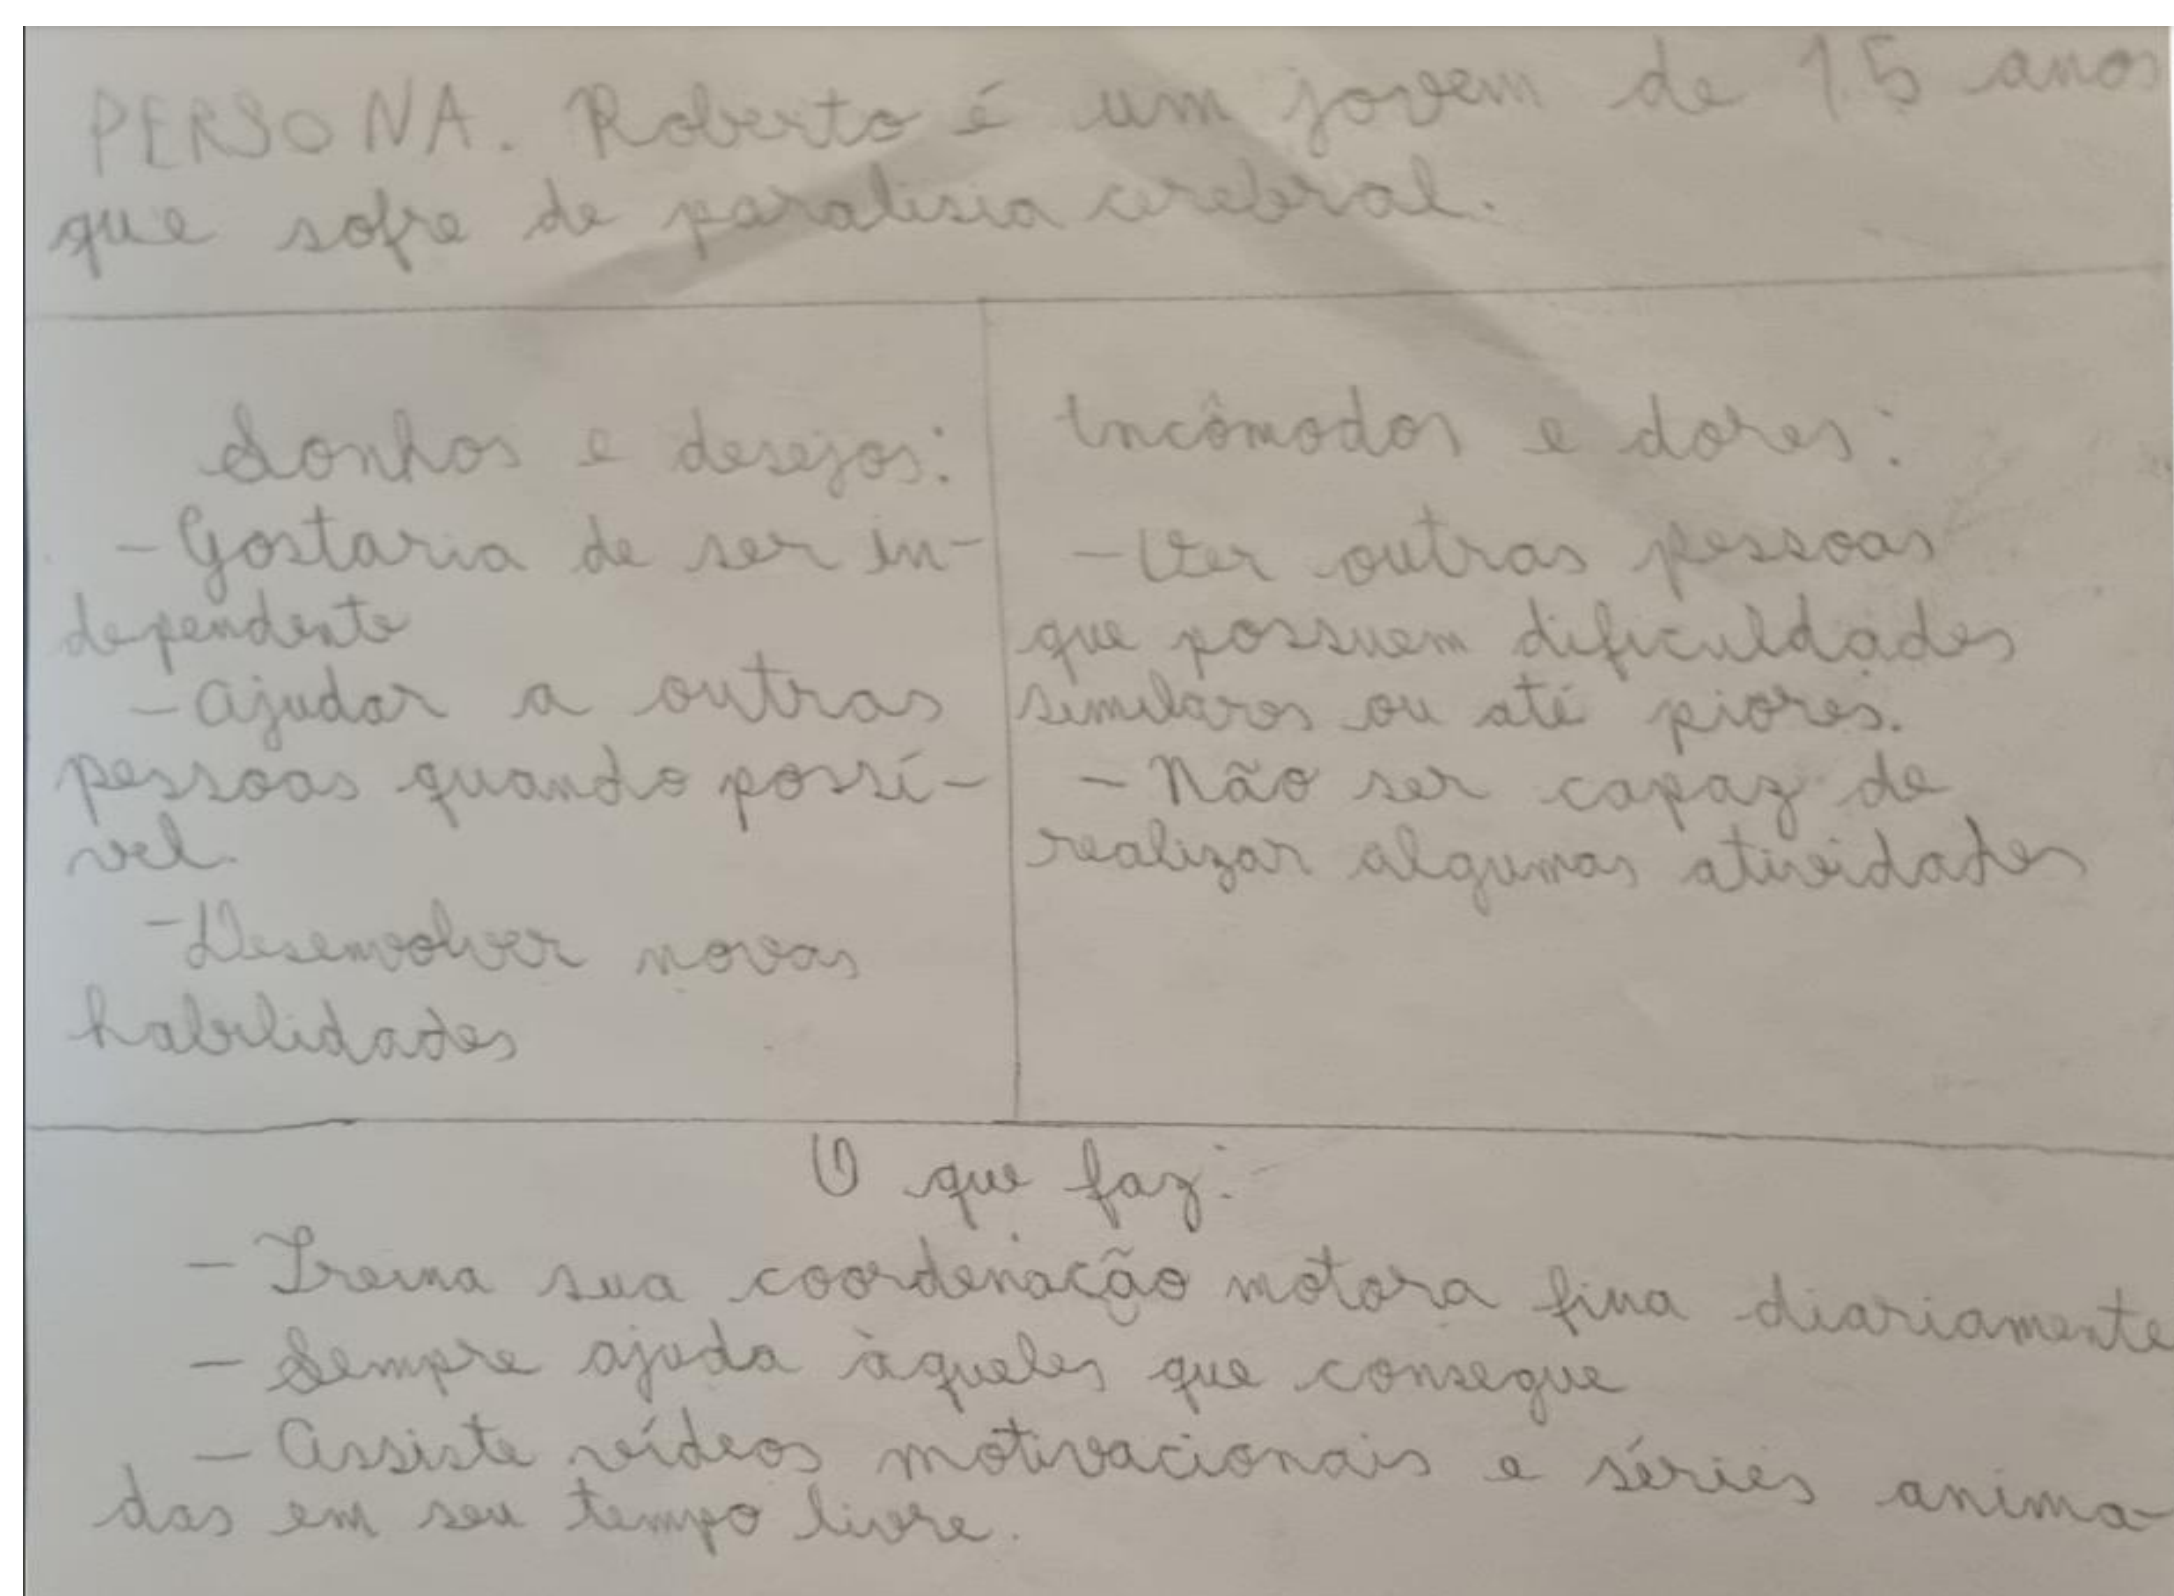 PERSONA. Roberto é um jovem de 15 anos
que sofre de paralisia cerebral.
Sonhos e desejos:
- Gostaria de ser in-
dependente
- Ajudar a outras
pessoas quando possí-
vel.
- Desenvolver novas
habilidades
Incômodos e dores:
- Ver outras pessoas
que possuem dificuldades
similares ou até piores.
- Não ser capaz de
realizar algumas atividades
O que faz:
- Treina sua coordenação motora fina diariamente
- Sempre ajuda àqueles que consegue
- Assiste vídeos motivacionais e séries anima-
das em seu tempo livre.